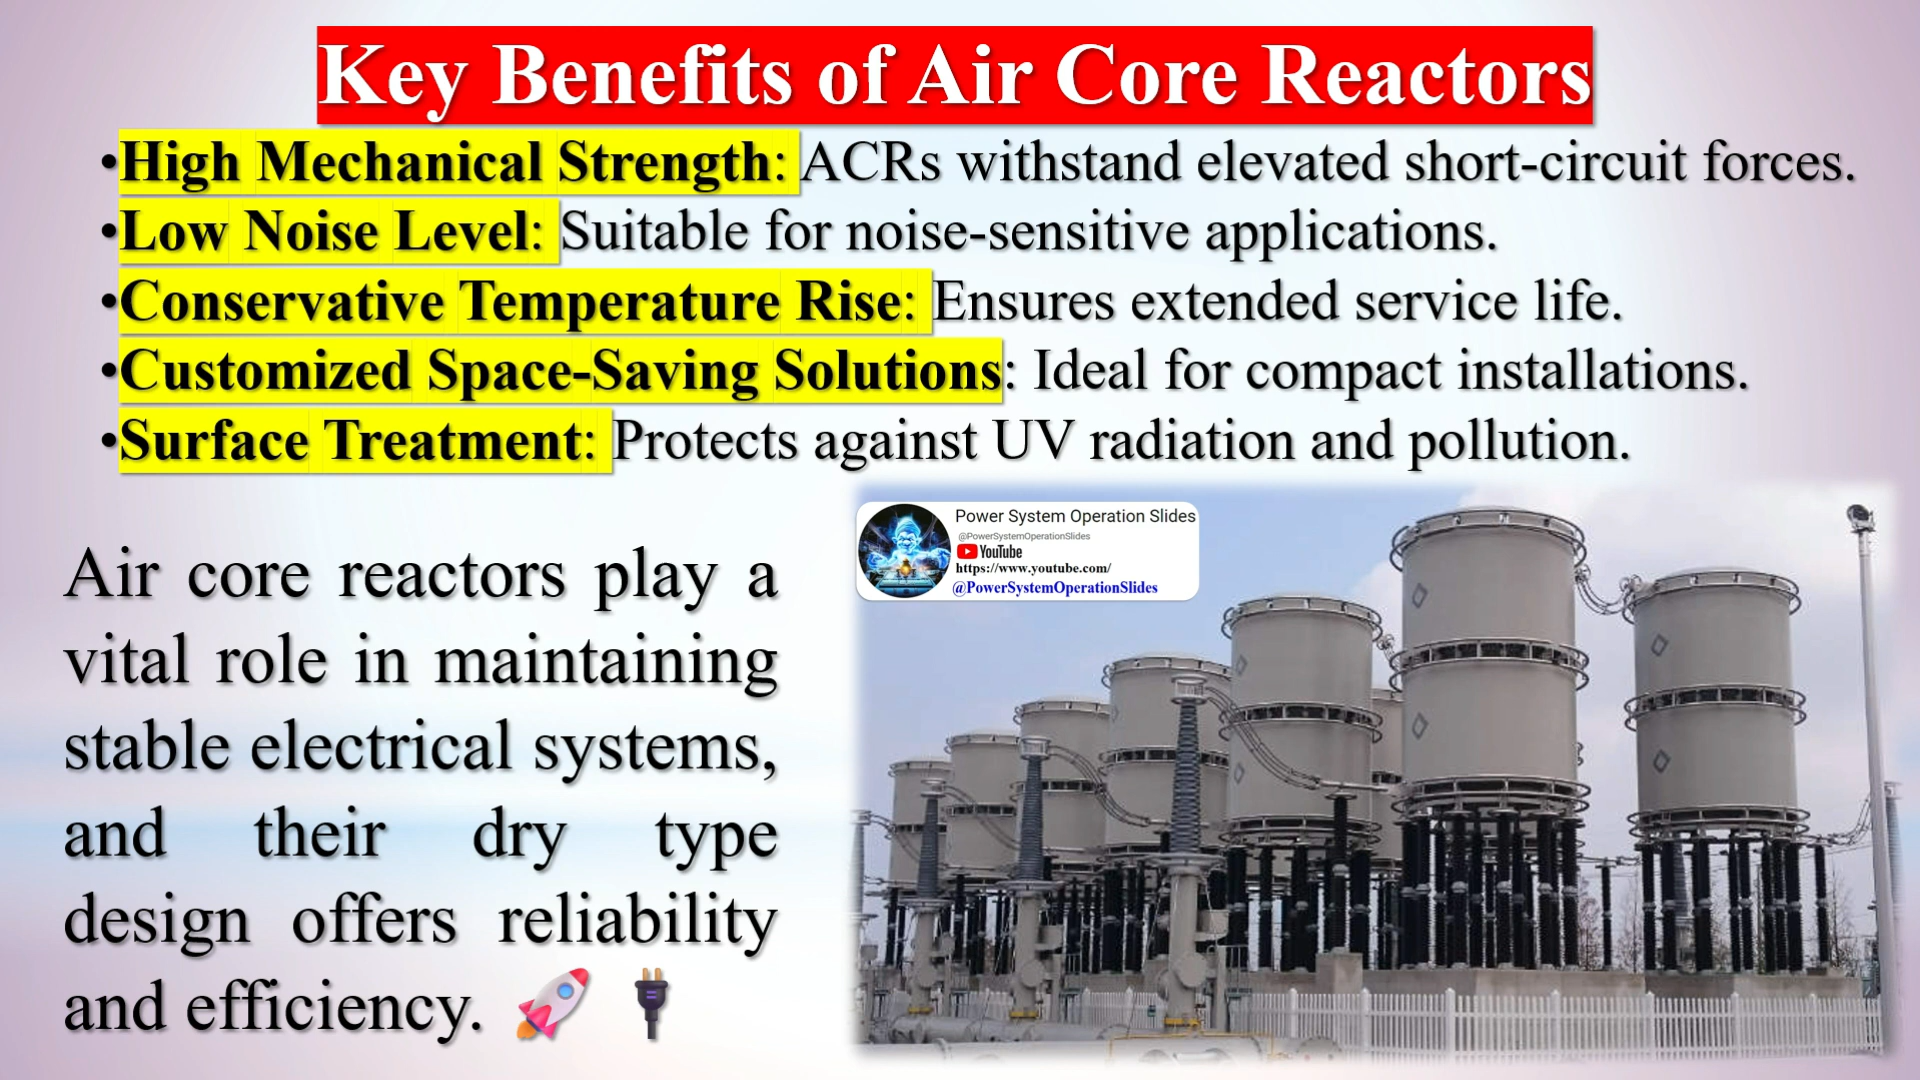 Key Benefits of Air Core Reactors
•High Mechanical Strength: ACRs withstand elevated short-circuit forces.
•Low Noise Level: Suitable for noise-sensitive applications.
•Conservative Temperature Rise: Ensures extended service life.
•Customized Space-Saving Solutions: Ideal for compact installations.
•Surface Treatment: Protects against UV radiation and pollution.
Air core reactors play a
vital role in maintaining
stable electrical systems,
and their dry type
design offers reliability
and efficiency. 🚀 🔌
Power System Operation Slides
@PowerSystemOperationSlides
YouTube
https://www.youtube.com/
@PowerSystemOperationSlides